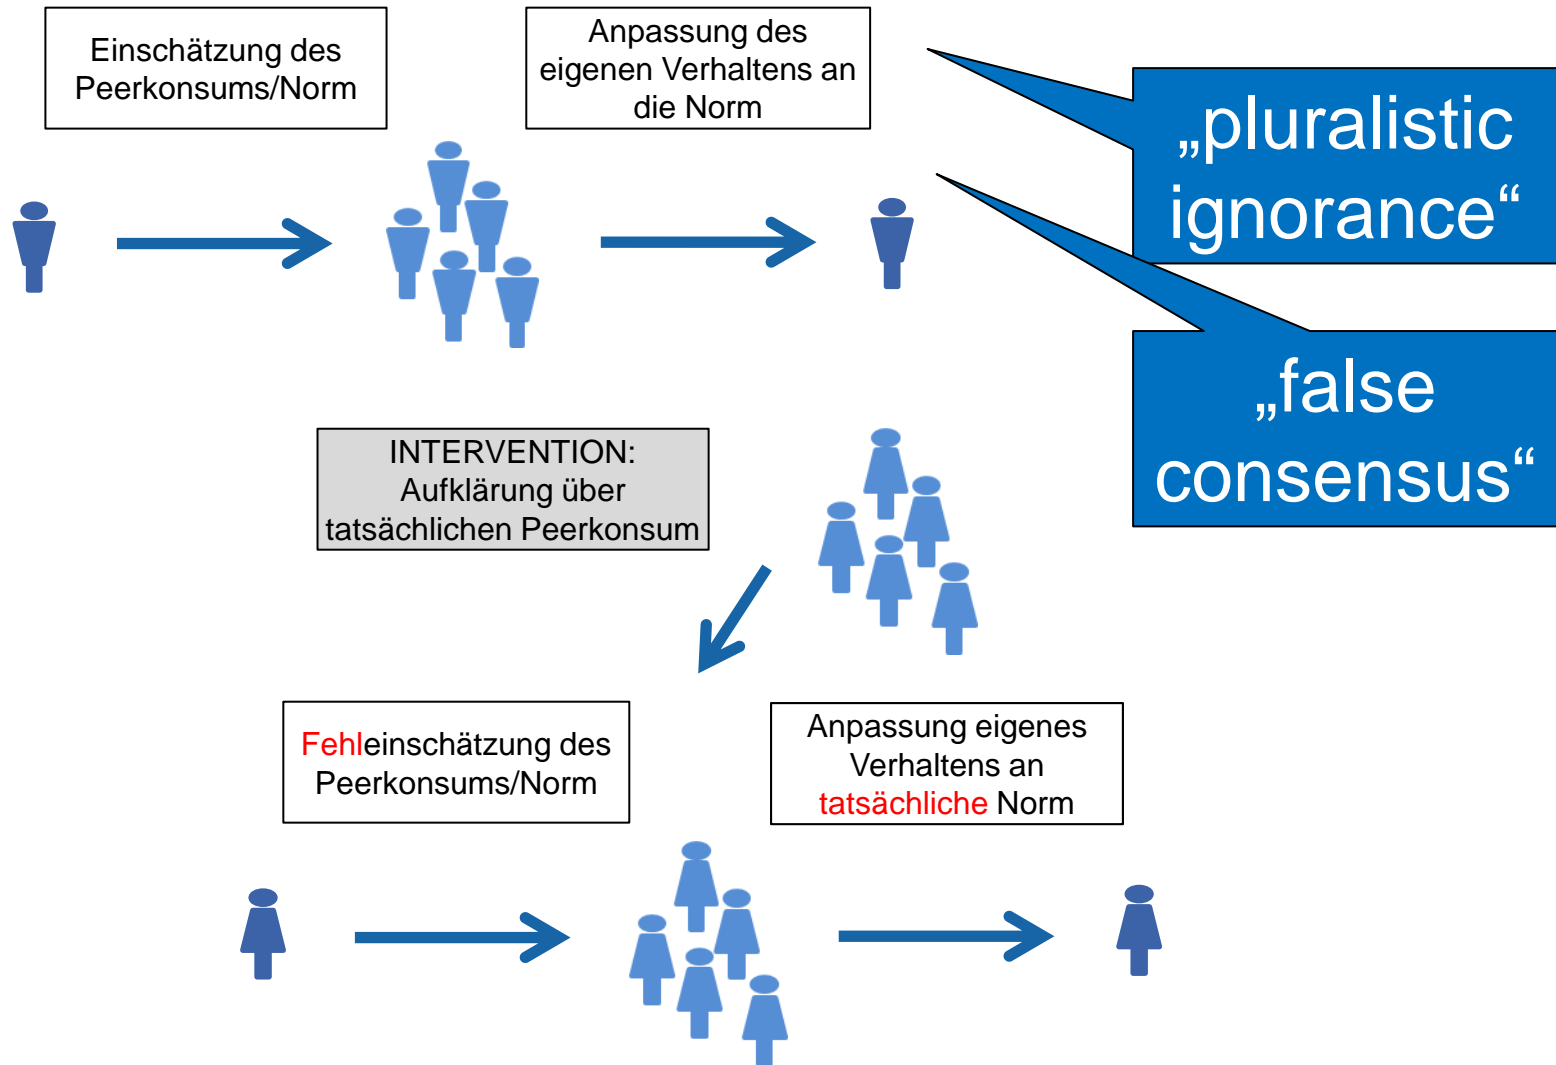 Einschätzung des
Peerkonsums/Norm
Anpassung des
eigenen Verhaltens an
die Norm
„pluralistic
ignorance“
„false
consensus“
INTERVENTION:
Aufklärung über
tatsächlichen Peerkonsum
Fehleinschätzung des
Peerkonsums/Norm
Anpassung eigenes
Verhaltens an
tatsächliche Norm